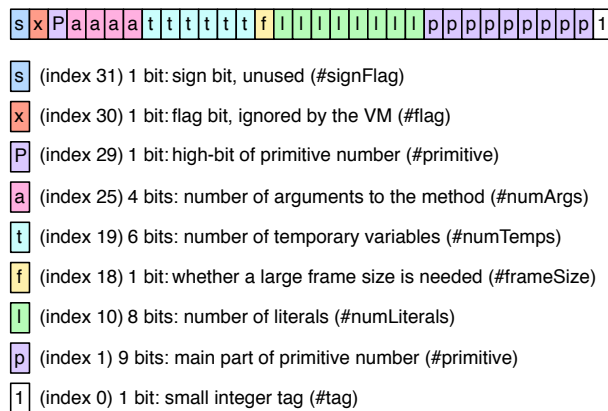 s x P a a a a t t t t t t f l l l l l l l l p p p p p p p p p 1
s (index 31) 1 bit: sign bit, unused (#signFlag)
x (index 30) 1 bit: flag bit, ignored by the VM (#flag)
P (index 29) 1 bit: high-bit of primitive number (#primitive)
a (index 25) 4 bits: number of arguments to the method (#numArgs)
t (index 19) 6 bits: number of temporary variables (#numTemps)
f (index 18) 1 bit: whether a large frame size is needed (#frameSize)
l (index 10) 8 bits: number of literals (#numLiterals)
p (index 1) 9 bits: main part of primitive number (#primitive)
1 (index 0) 1 bit: small integer tag (#tag)